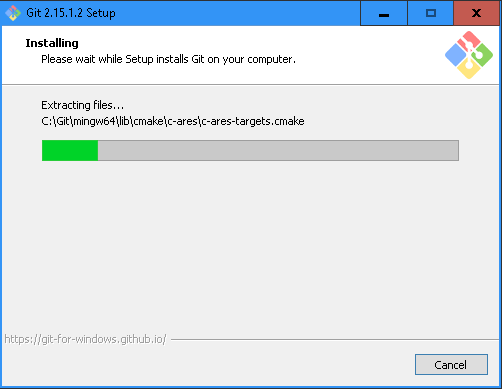 Git 2.15.1.2 Setup
Installing
Please wait while Setup installs Git on your computer.
Extracting files...
C:\Git\mingw64\lib\cmake\c-ares\c-ares-targets.cmake
https://git-for-windows.github.io/
Cancel